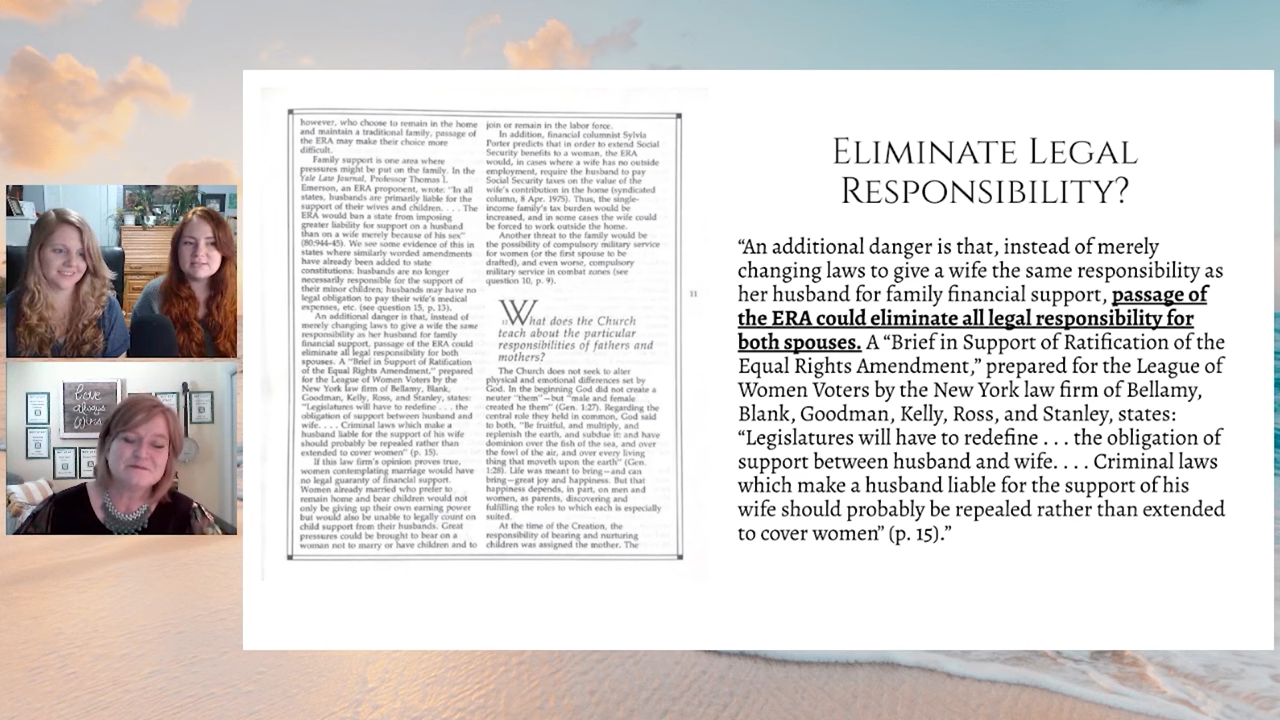 love
always
wins
however, who choose to remain in the home
and maintain a traditional family, passage of
the ERA may make their choice more
difficult.
Family support is one area where
pressures might be put on the family. In the
Yale Law Journal, Professor Thomas I.
Emerson, an ERA proponent, wrote: "In all
states, husbands are primarily liable for the
support of their wives and children. . . . The
ERA would ban a state from imposing
greater liability for support on a husband
than on a wife merely because of his sex"
(80:944-45). We see some evidence of this in
states where similarly worded amendments
have already been added to state
constitutions: husbands are no longer
necessarily responsible for the support of
their minor children; husbands may have no
legal obligation to pay their wife's medical
expenses, etc. (see question 15, p. 13).
An additional danger is that, instead of
merely changing laws to give a wife the same
responsibility as her husband for family
financial support, passage of the ERA could
eliminate all legal responsibility for both
spouses. A "Brief in Support of Ratification
of the Equal Rights Amendment," prepared
for the League of Women Voters by the
New York law firm of Bellamy, Blank,
Goodman, Kelly, Ross, and Stanley, states:
"Legislatures will have to redefine . . . the
obligation of support between husband and
wife. . . . Criminal laws which make a
husband liable for the support of his wife
should probably be repealed rather than
extended to cover women" (p. 15).
If this law firm's opinion proves true,
women contemplating marriage would have
no legal guaranty of financial support.
Women already married who prefer to
remain home and bear children would not
only be giving up their own earning power
but would also be unable to legally count on
child support from their husbands. Great
pressures could be brought to bear on a
woman not to marry or have children and to
join or remain in the labor force.
In addition, financial columnist Sylvia
Porter predicts that in order to extend Social
Security benefits to a woman, the ERA
would, in cases where a wife has no outside
employment, require the husband to pay
Social Security taxes on the value of the
wife's contribution in the home (syndicated
column, 8 Apr. 1975). Thus, the single-
income family's tax burden would be
increased, and in some cases the wife could
be forced to work outside the home.
Another threat to the family would be
the possibility of compulsory military service
for women (or the first spouse to be
drafted), and even worse, compulsory
military service in combat zones (see
question 10, p. 9).
"What does the Church
teach about the particular
responsibilities of fathers and
mothers?
The Church does not seek to alter
physical and emotional differences set by
God. In the beginning God did not create a
neuter "them"—but "male and female
created he them" (Gen. 1:27). Regarding the
central role they held in common, God said
to both, "Be fruitful, and multiply, and
replenish the earth, and subdue it: and have
dominion over the fish of the sea, and over
the fowl of the air, and over every living
thing that moveth upon the earth" (Gen.
1:28). Life was meant to bring—and can
bring—great joy and happiness. But that
happiness depends, in part, on men and
women, as parents, discovering and
fulfilling the roles to which each is especially
suited.
At the time of the Creation, the
responsibility of bearing and nurturing
children was assigned the mother. The
11
Eliminate Legal
Responsibility?
“An additional danger is that, instead of merely
changing laws to give a wife the same responsibility as
her husband for family financial support, passage of
the ERA could eliminate all legal responsibility for
both spouses. A “Brief in Support of Ratification of the
Equal Rights Amendment,” prepared for the League of
Women Voters by the New York law firm of Bellamy,
Blank, Goodman, Kelly, Ross, and Stanley, states:
“Legislatures will have to redefine . . . the obligation of
support between husband and wife. . . . Criminal laws
which make a husband liable for the support of his
wife should probably be repealed rather than extended
to cover women” (p. 15).”